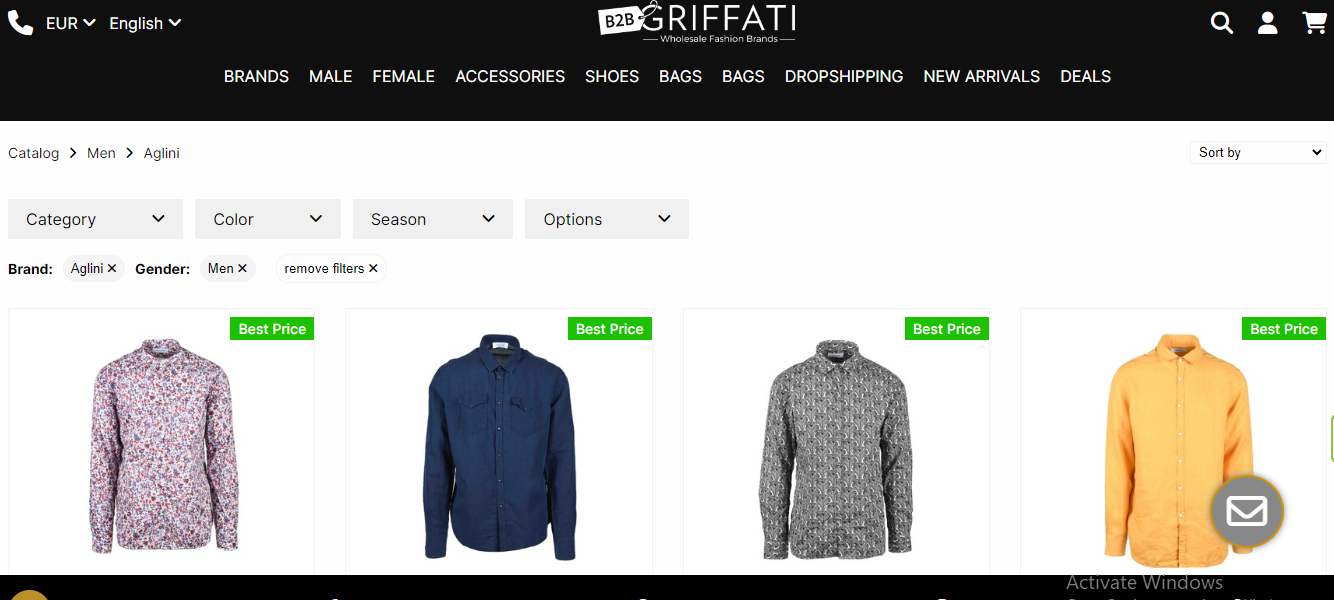 EUR English
B2B GRIFFATI
Wholesale Fashion Brands
BRANDS MALE FEMALE ACCESSORIES SHOES BAGS BAGS DROPSHIPPING NEW ARRIVALS DEALS
Catalog > Men > Aglini
Sort by
Category Color Season Options
Brand: Aglini ✕ Gender: Men ✕ remove filters ✕
Best Price Best Price Best Price Best Price
Activate Windows